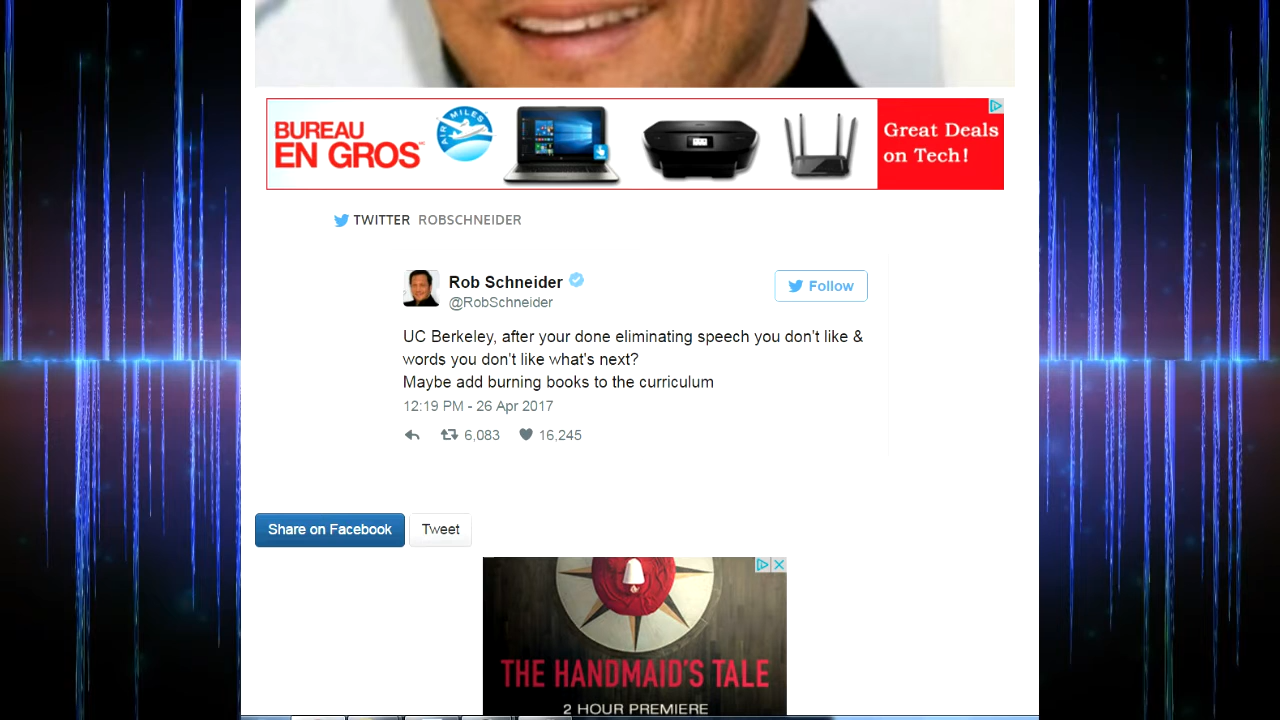 BUREAU
EN GROS
AIR MILES
Great Deals
on Tech!
TWITTER ROBSCHNEIDER
Rob Schneider
@RobSchneider
Follow
UC Berkeley, after your done eliminating speech you don't like &
words you don't like what's next?
Maybe add burning books to the curriculum
12:19 PM - 26 Apr 2017
6,083 16,245
Share on Facebook Tweet
THE HANDMAID'S TALE
2 HOUR PREMIERE